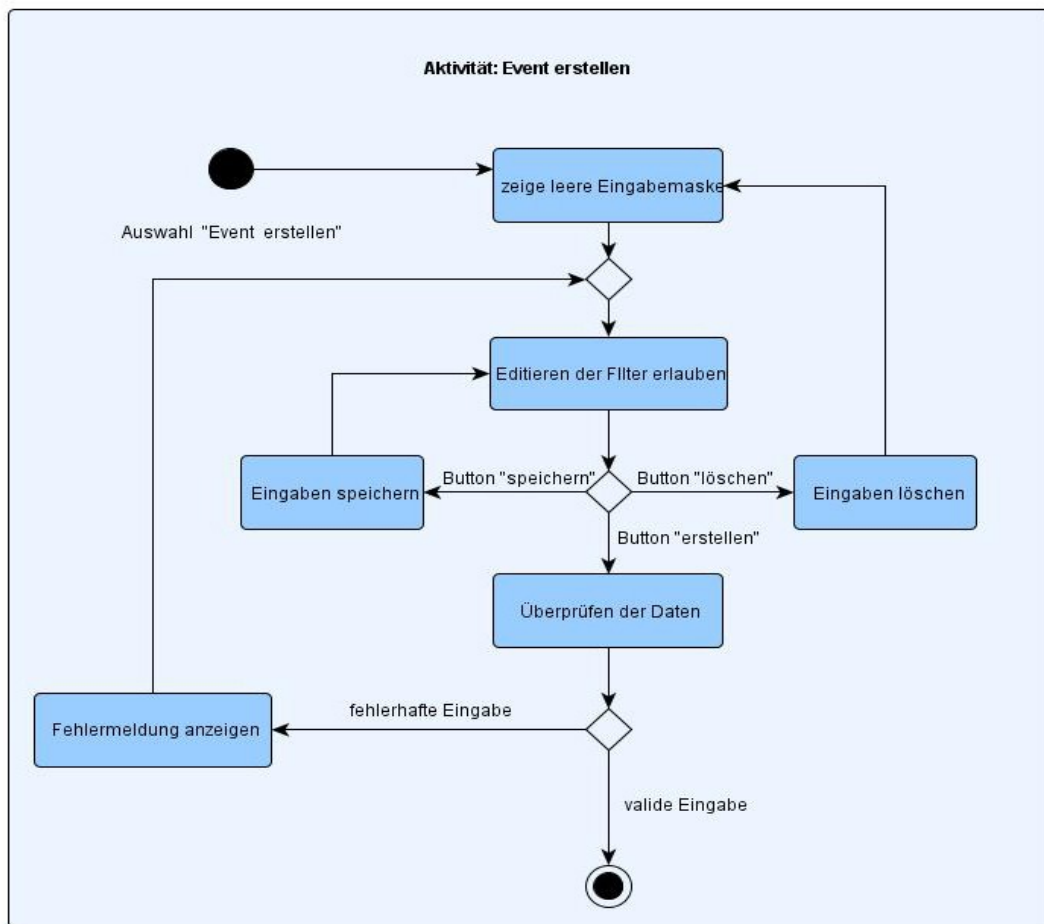 Aktivität: Event erstellen
zeige leere Eingabemaske
Auswahl "Event erstellen"
Editieren der FIlter erlauben
Eingaben speichern
Button "speichern"
Button "löschen"
Eingaben löschen
Button "erstellen"
Überprüfen der Daten
Fehlermeldung anzeigen
fehlerhafte Eingabe
valide Eingabe